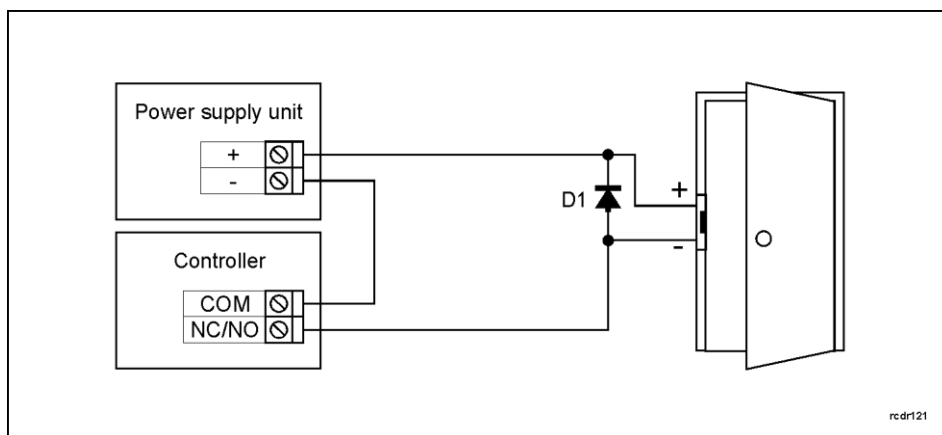 Power supply unit
+
-
D1
+
-
Controller
COM
NC/NO
rcdr121